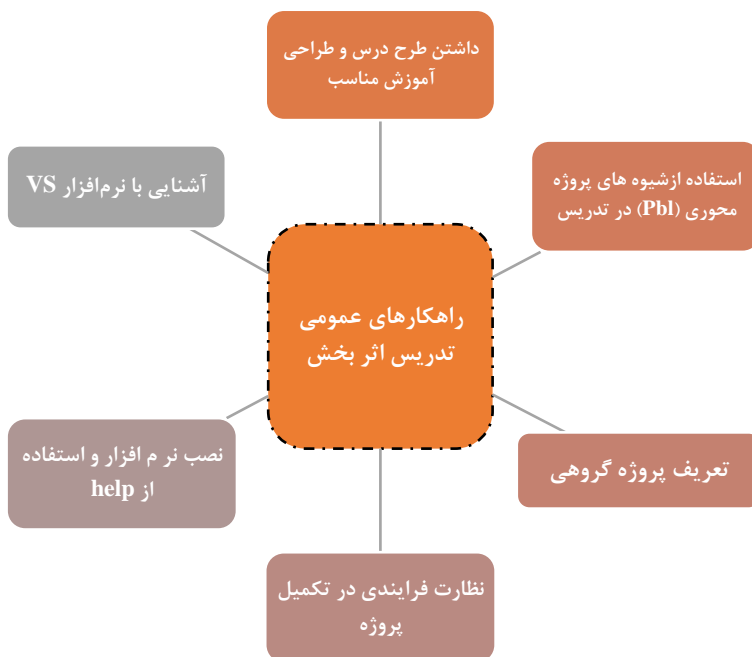 داشتن طرح درس و طراحی
آموزش مناسب
استفاده ازشیوه های پروژه
محوری (Pbl) در تدریس
آشنایی با نرم‌افزار VS
راهکارهای عمومی
تدریس اثر بخش
تعریف پروژه گروهی
نصب نر م افزار و استفاده
از help
نظارت فرایندی در تکمیل
پروژه